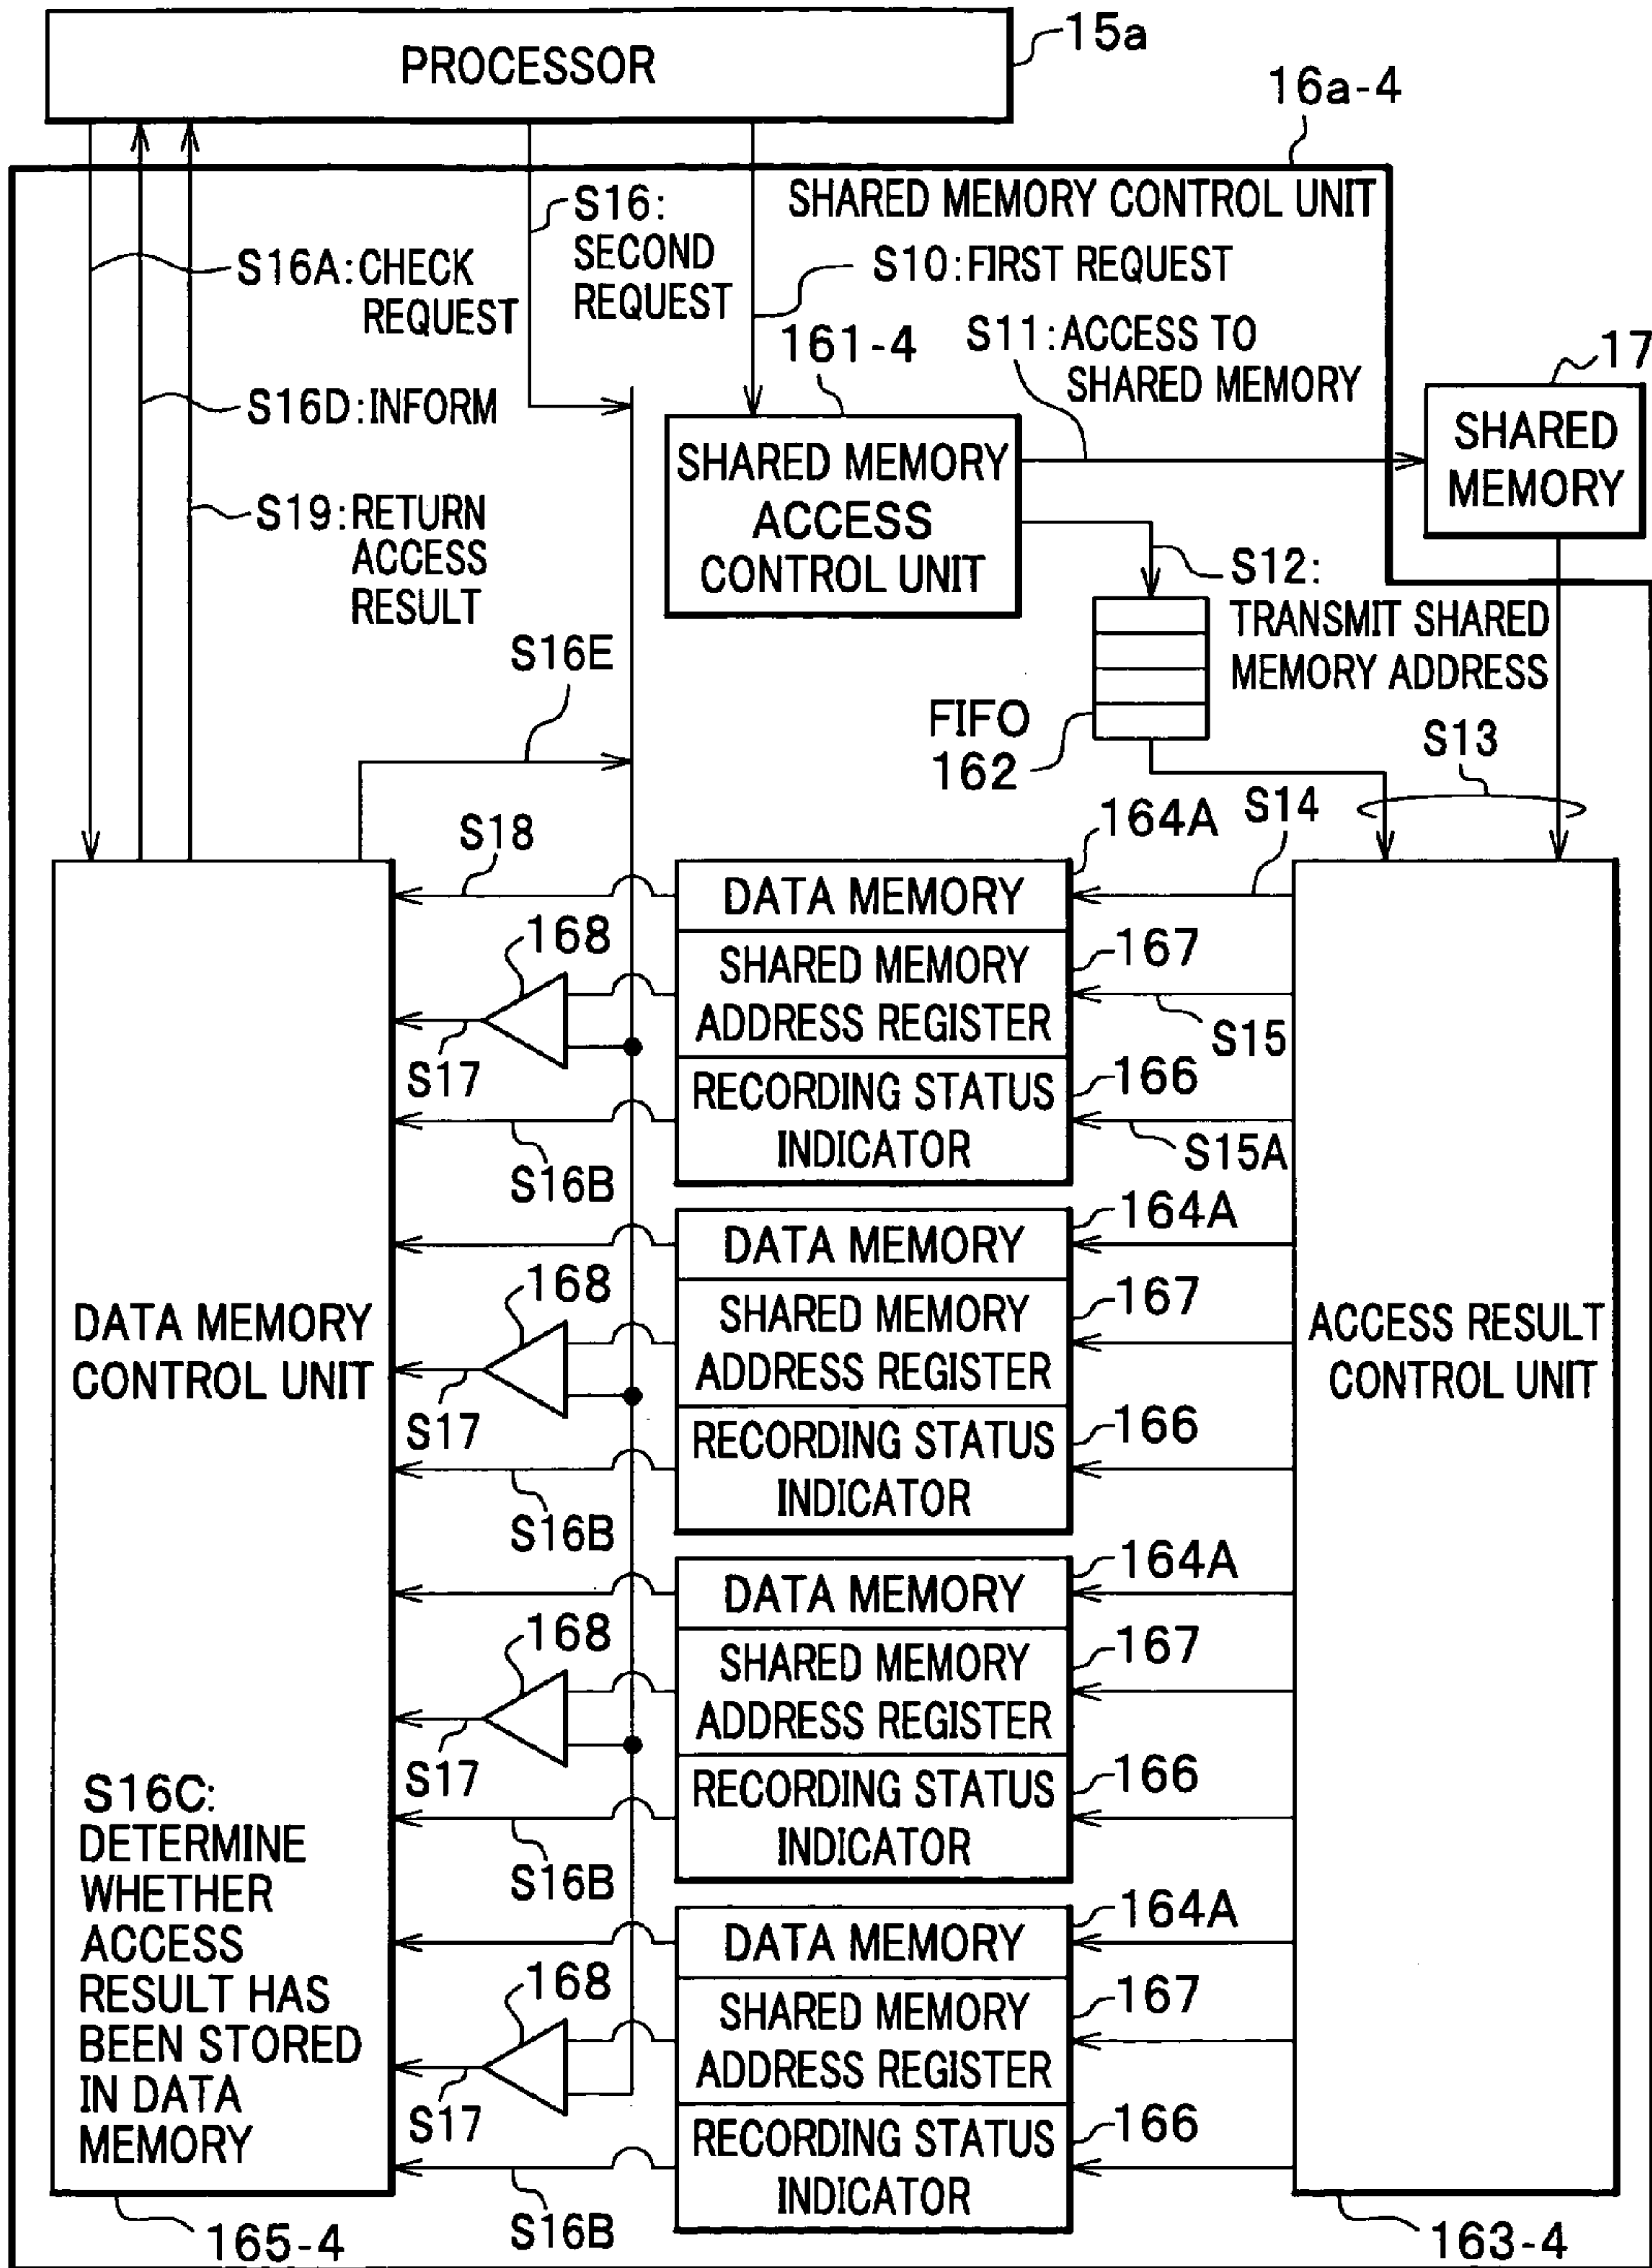 PROCESSOR
15a
16a-4
SHARED MEMORY CONTROL UNIT
S16:
SECOND
REQUEST
S10:FIRST REQUEST
S16A:CHECK
REQUEST
161-4
S11:ACCESS TO
SHARED MEMORY
17
S16D:INFORM
SHARED MEMORY
ACCESS
CONTROL UNIT
SHARED
MEMORY
S19:RETURN
ACCESS
RESULT
S12:
TRANSMIT SHARED
MEMORY ADDRESS
S16E
FIFO
162
S13
S18
164A
S14
DATA MEMORY
168
SHARED MEMORY
ADDRESS REGISTER
167
S17
S15
RECORDING STATUS
INDICATOR
166
S16B
S15A
DATA MEMORY
164A
168
SHARED MEMORY
ADDRESS REGISTER
167
DATA MEMORY
CONTROL UNIT
ACCESS RESULT
CONTROL UNIT
S17
RECORDING STATUS
INDICATOR
166
S16B
DATA MEMORY
164A
168
SHARED MEMORY
ADDRESS REGISTER
167
S17
RECORDING STATUS
INDICATOR
166
S16B
S16C:
DETERMINE
WHETHER
ACCESS
RESULT HAS
BEEN STORED
IN DATA
MEMORY
DATA MEMORY
164A
168
SHARED MEMORY
ADDRESS REGISTER
167
S17
RECORDING STATUS
INDICATOR
166
S16B
165-4
163-4